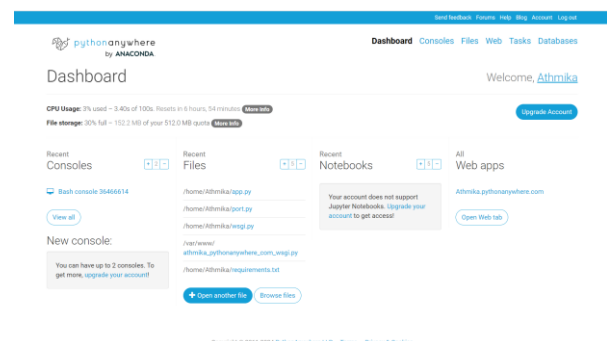 Send feedback Forums Help Blog Account Log out
pythonanywhere
by ANACONDA
Dashboard Consoles Files Web Tasks Databases
Dashboard
Welcome, Athmika
CPU Usage: 3% used – 3.40s of 100s. Resets in 6 hours, 54 minutes More Info
File storage: 30% full – 152.2 MB of your 512.0 MB quota More Info
Upgrade Account
Recent
Consoles
+ 2 −
Bash console 36466614
View all
New console:
You can have up to 2 consoles. To
get more, upgrade your account!
Recent
Files
+ 5 −
/home/Athmika/app.py
/home/Athmika/port.py
/home/Athmika/wsgi.py
/var/www/
athmika_pythonanywhere_com_wsgi.py
/home/Athmika/requirements.txt
+ Open another file
Browse files
Recent
Notebooks
+ 5 −
Your account does not support
Jupyter Notebooks. Upgrade your
account to get access!
All
Web apps
Athmika.pythonanywhere.com
Open Web tab